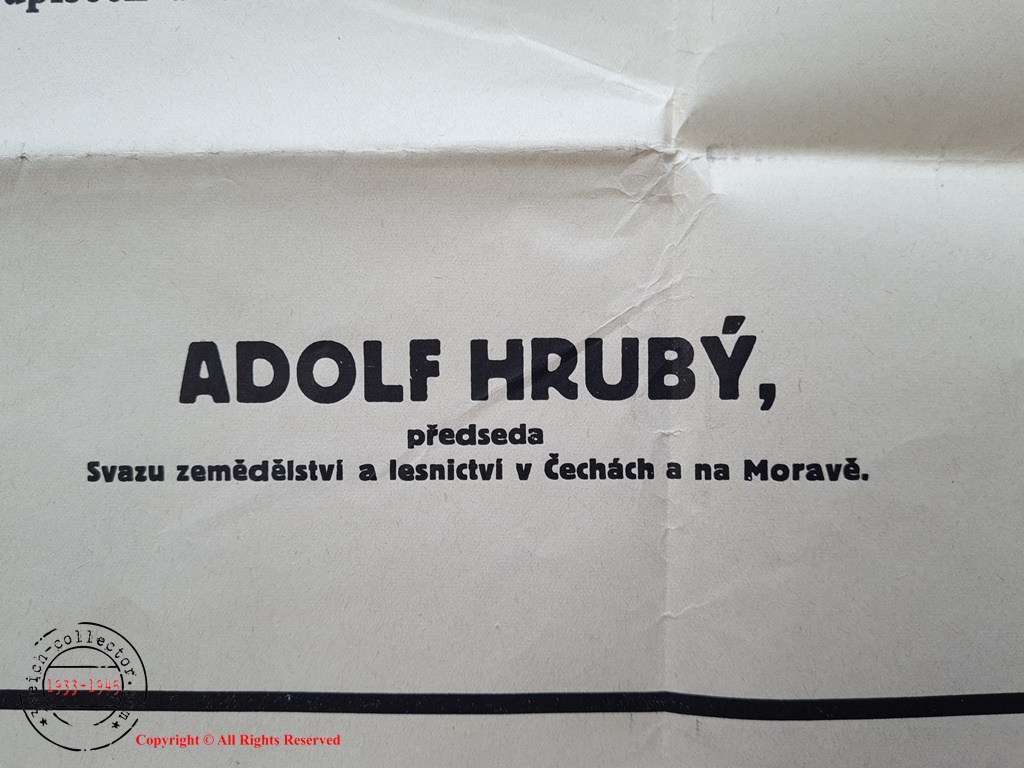 ADOLF HRUBÝ,
předseda
Svazu zemědělství a lesnictví v Čechách a na Moravě.
1933-1945
Copyright © All Rights Reserved